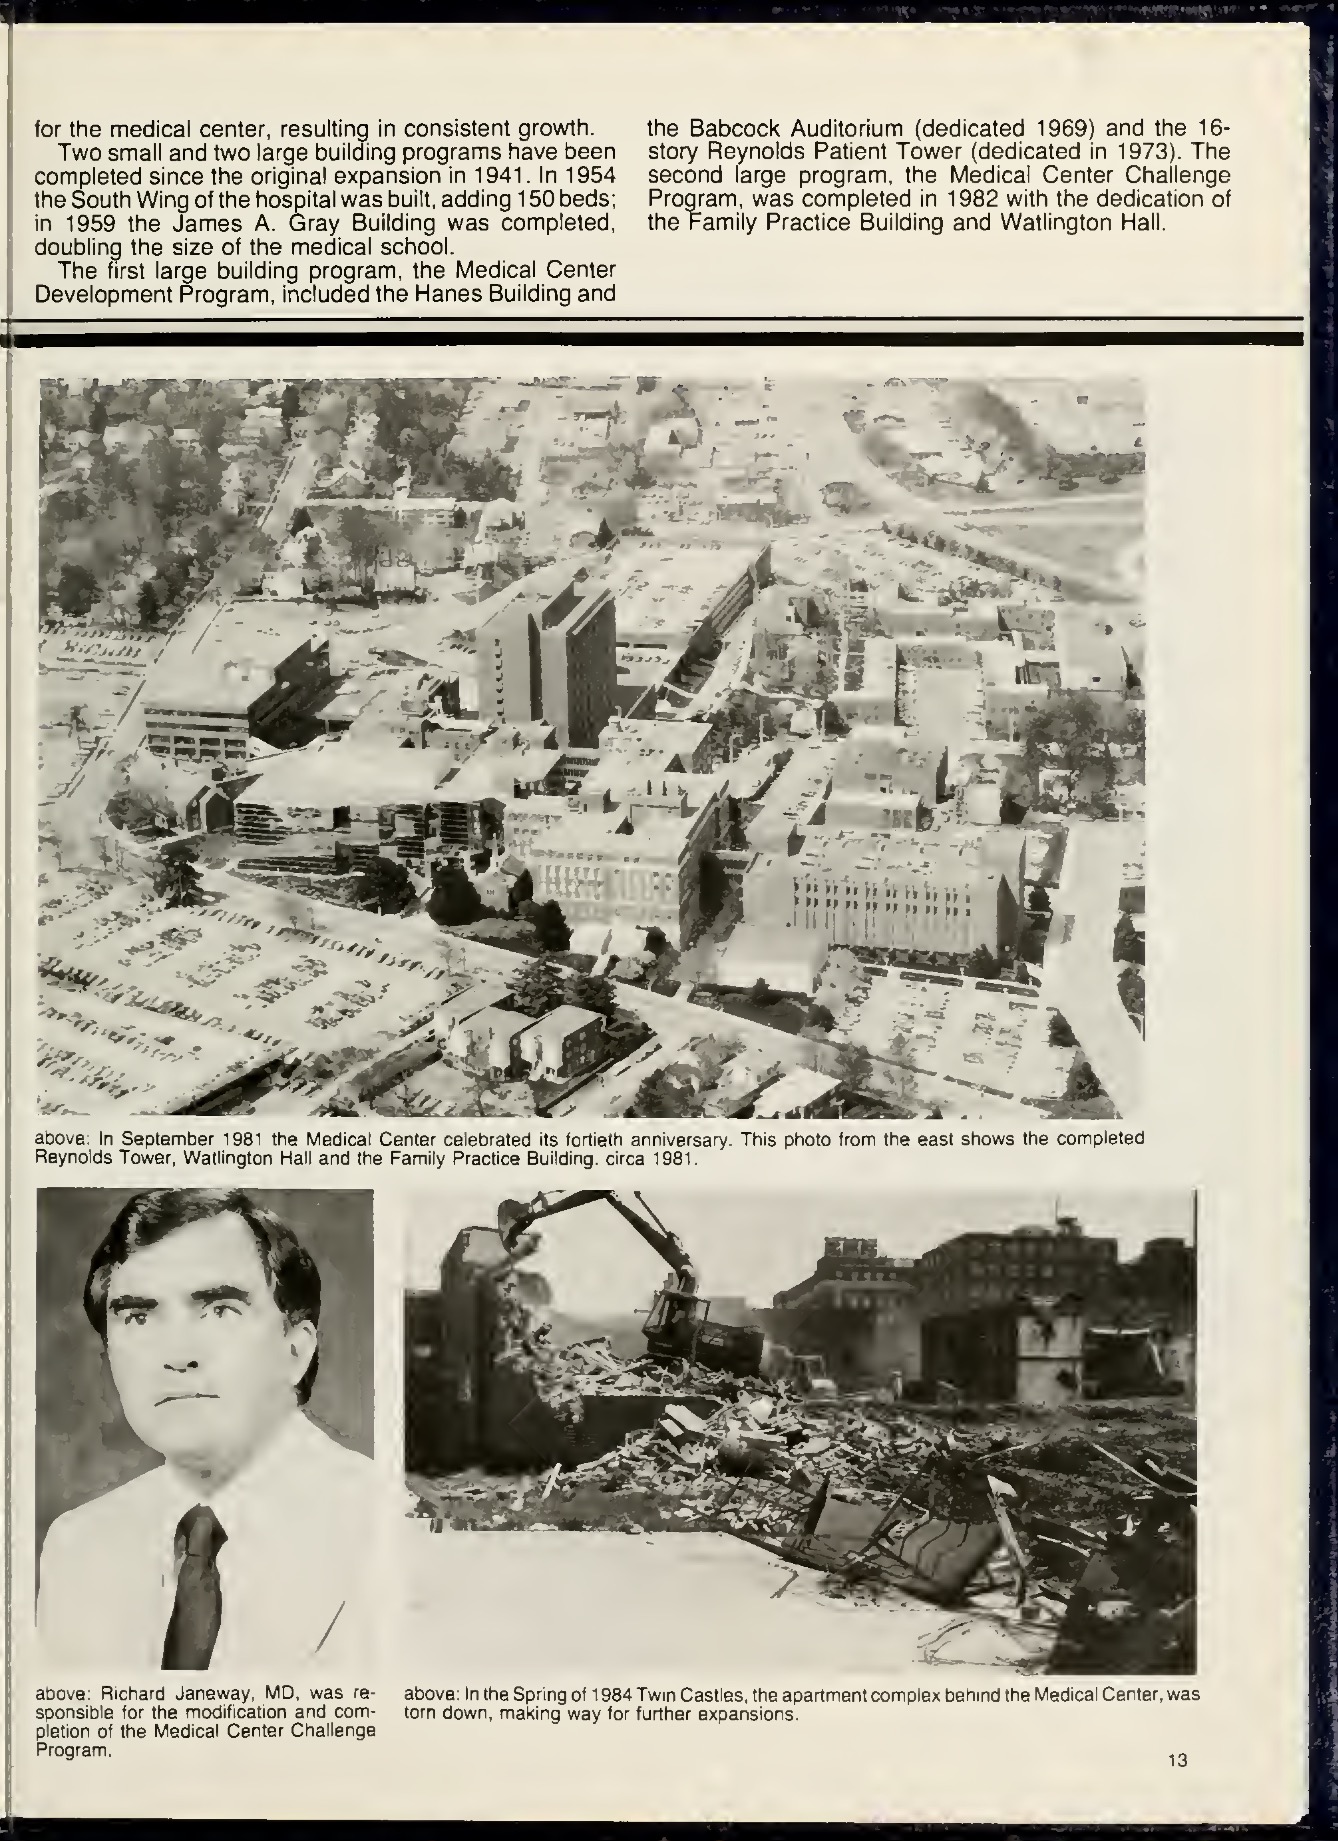 for the medical center, resulting in consistent growth.
Two small and two large building programs have been
completed since the original expansion in 1941. In 1954
the South Wing of the hospital was built, adding 150 beds;
in 1959 the James A. Gray Building was completed,
doubling the size of the medical school.
The first large building program, the Medical Center
Development Program, included the Hanes Building and
the Babcock Auditorium (dedicated 1969) and the 16-
story Reynolds Patient Tower (dedicated in 1973). The
second large program, the Medical Center Challenge
Program, was completed in 1982 with the dedication of
the Family Practice Building and Watlington Hall.
above: In September 1981 the Medical Center celebrated its fortieth anniversary. This photo from the east shows the completed
Reynolds Tower, Watlington Hall and the Family Practice Building. circa 1981.
above: Richard Janeway, MD, was re-
sponsible for the modification and com-
pletion of the Medical Center Challenge
Program.
above: In the Spring of 1984 Twin Castles, the apartment complex behind the Medical Center, was
torn down, making way for further expansions.
13